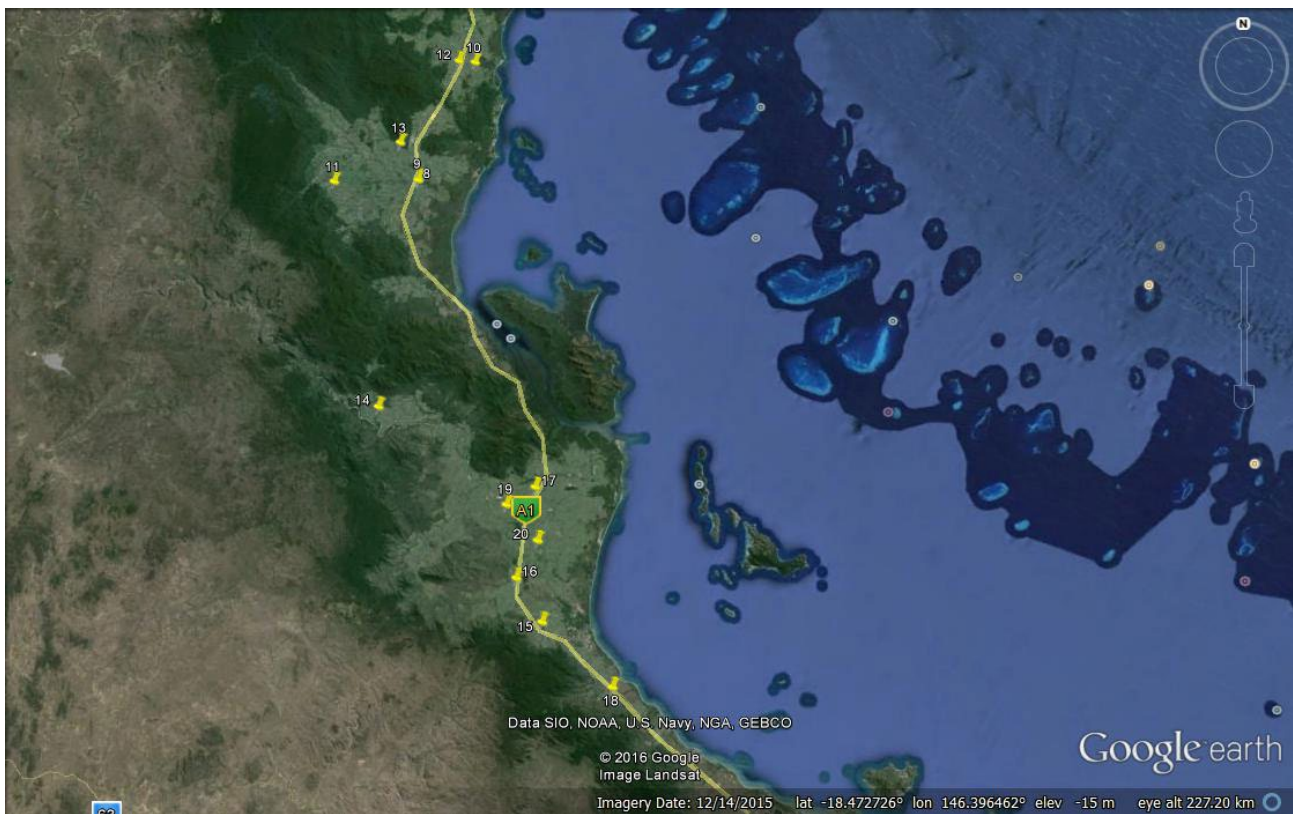 N
12 10
13
9
11
8
14
17
19
A1
20
16
15
18
Data SIO, NOAA, U.S. Navy, NGA, GEBCO
© 2016 Google
Image Landsat
Google earth
Imagery Date: 12/14/2015 lat -18.472726° lon 146.396462° elev -15 m eye alt 227.20 km